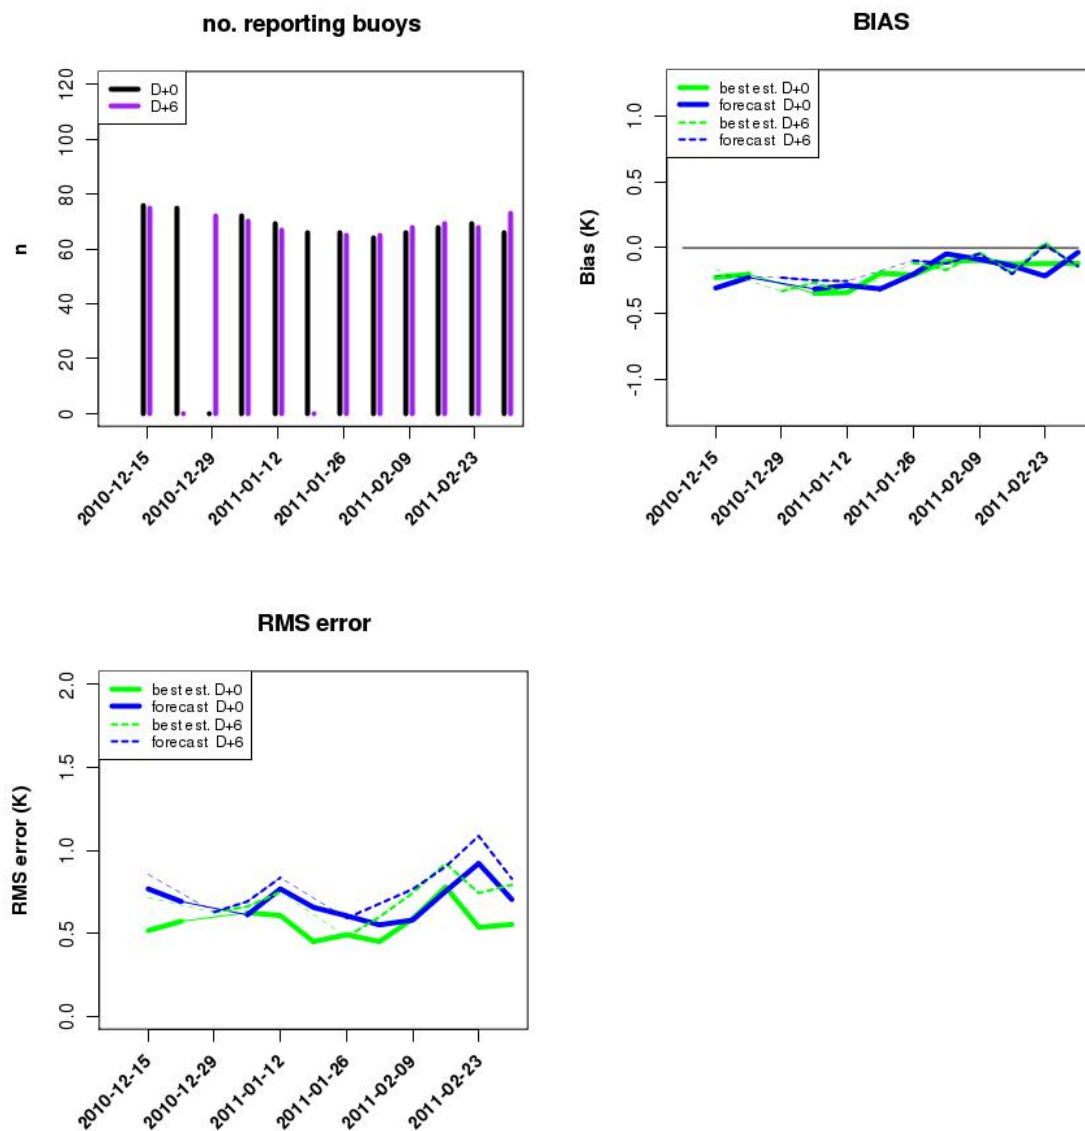 no. reporting buoys
D+0
D+6
n
0
20
40
60
80
100
120
2010-12-15
2010-12-29
2011-01-12
2011-01-26
2011-02-09
2011-02-23
BIAS
best est. D+0
forecast D+0
best est. D+6
forecast D+6
Bias (K)
-1.0
-0.5
0.0
0.5
1.0
2010-12-15
2010-12-29
2011-01-12
2011-01-26
2011-02-09
2011-02-23
RMS error
best est. D+0
forecast D+0
best est. D+6
forecast D+6
RMS error (K)
0.0
0.5
1.0
1.5
2.0
2010-12-15
2010-12-29
2011-01-12
2011-01-26
2011-02-09
2011-02-23